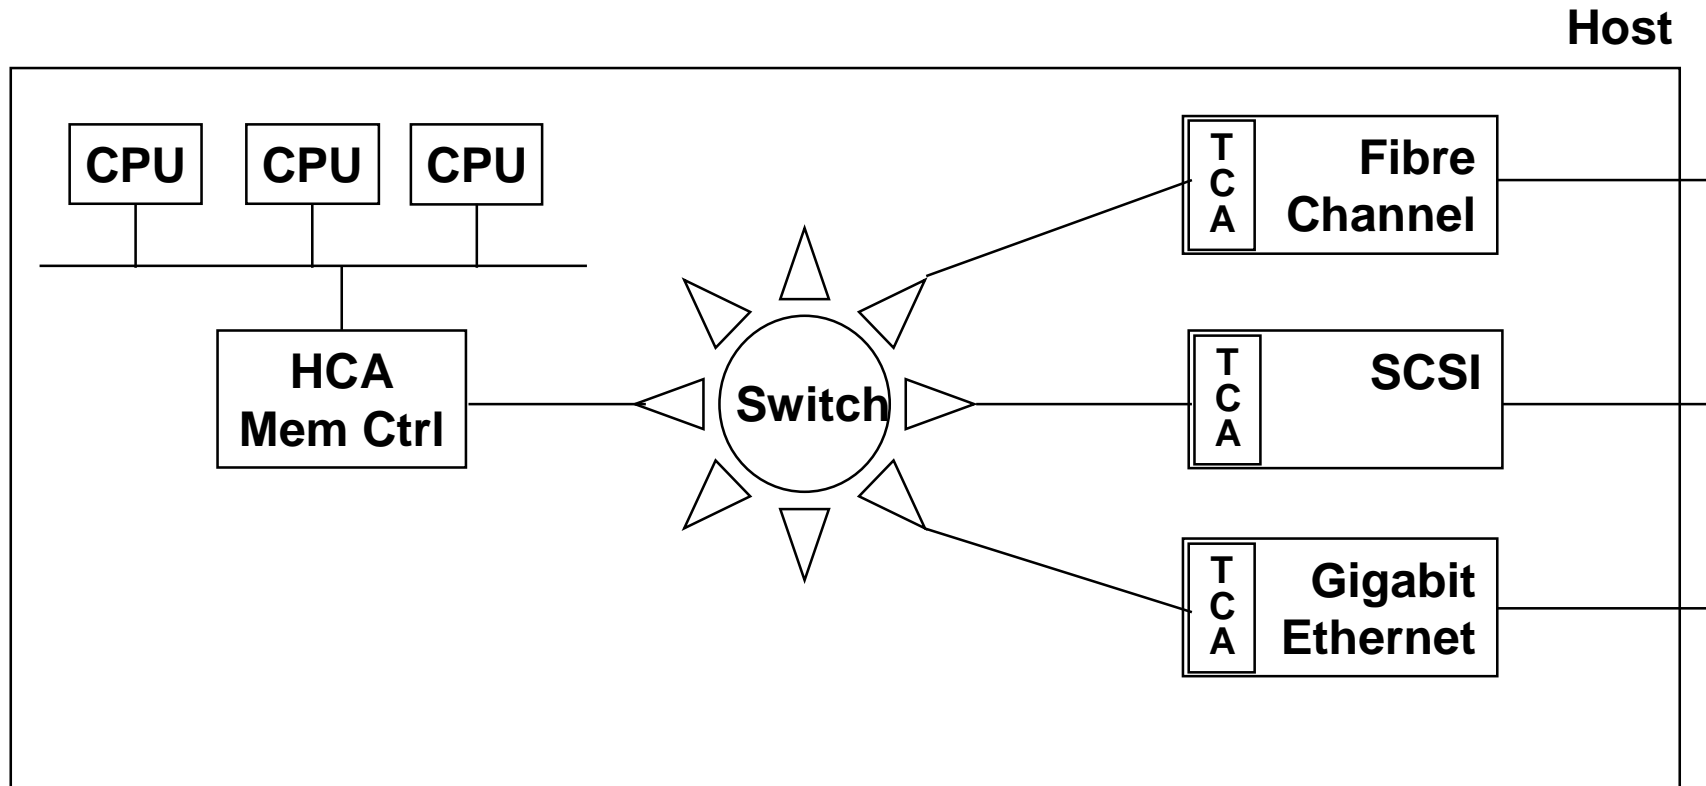 Host
CPU
CPU
CPU
HCA
Mem Ctrl
Switch
T
C
A
Fibre
Channel
T
C
A
SCSI
T
C
A
Gigabit
Ethernet